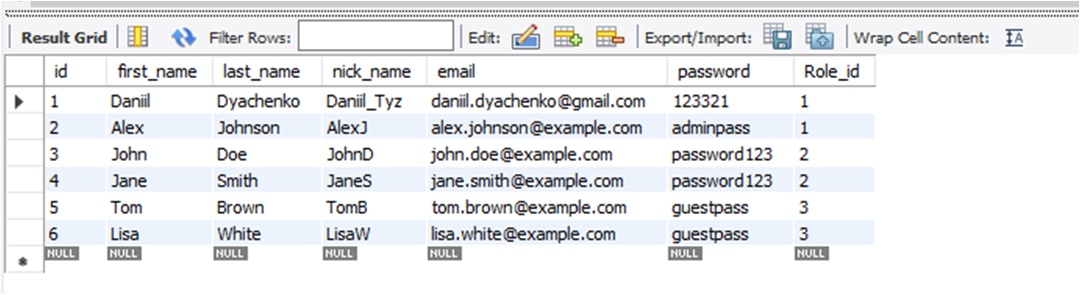 Result Grid Filter Rows: Edit: Export/Import: Wrap Cell Content: IA
id first_name last_name nick_name email password Role_id
1 Daniil Dyachenko Daniil_Tyz daniil.dyachenko@gmail.com 123321 1
2 Alex Johnson AlexJ alex.johnson@example.com adminpass 1
3 John Doe JohnD john.doe@example.com password123 2
4 Jane Smith JaneS jane.smith@example.com password123 2
5 Tom Brown TomB tom.brown@example.com guestpass 3
6 Lisa White LisaW lisa.white@example.com guestpass 3
NULL NULL NULL NULL NULL NULL NULL